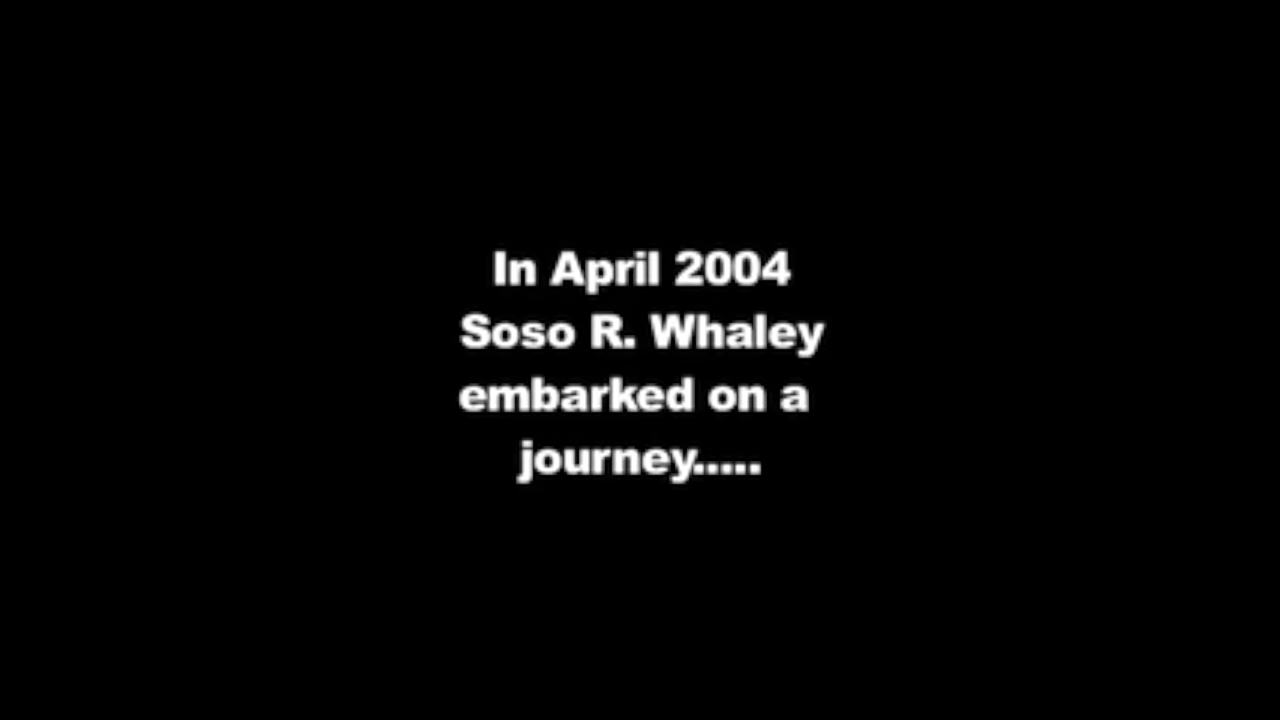 In April 2004
Soso R. Whaley
embarked on a
journey.....